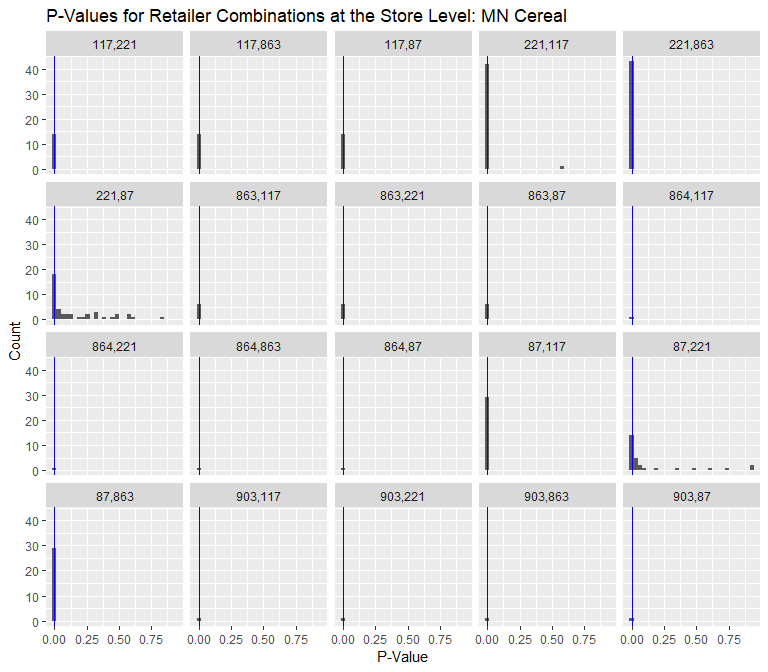 P-Values for Retailer Combinations at the Store Level: MN Cereal
117,221 117,863 117,87 221,117 221,863
40
30
20
10
0
221,87 863,117 863,221 863,87 864,117
40
30
20
10
0
Count
864,221 864,863 864,87 87,117 87,221
40
30
20
10
0
87,863 903,117 903,221 903,863 903,87
40
30
20
10
0
0.00 0.25 0.50 0.75 0.00 0.25 0.50 0.75 0.00 0.25 0.50 0.75 0.00 0.25 0.50 0.75 0.00 0.25 0.50 0.75
P-Value